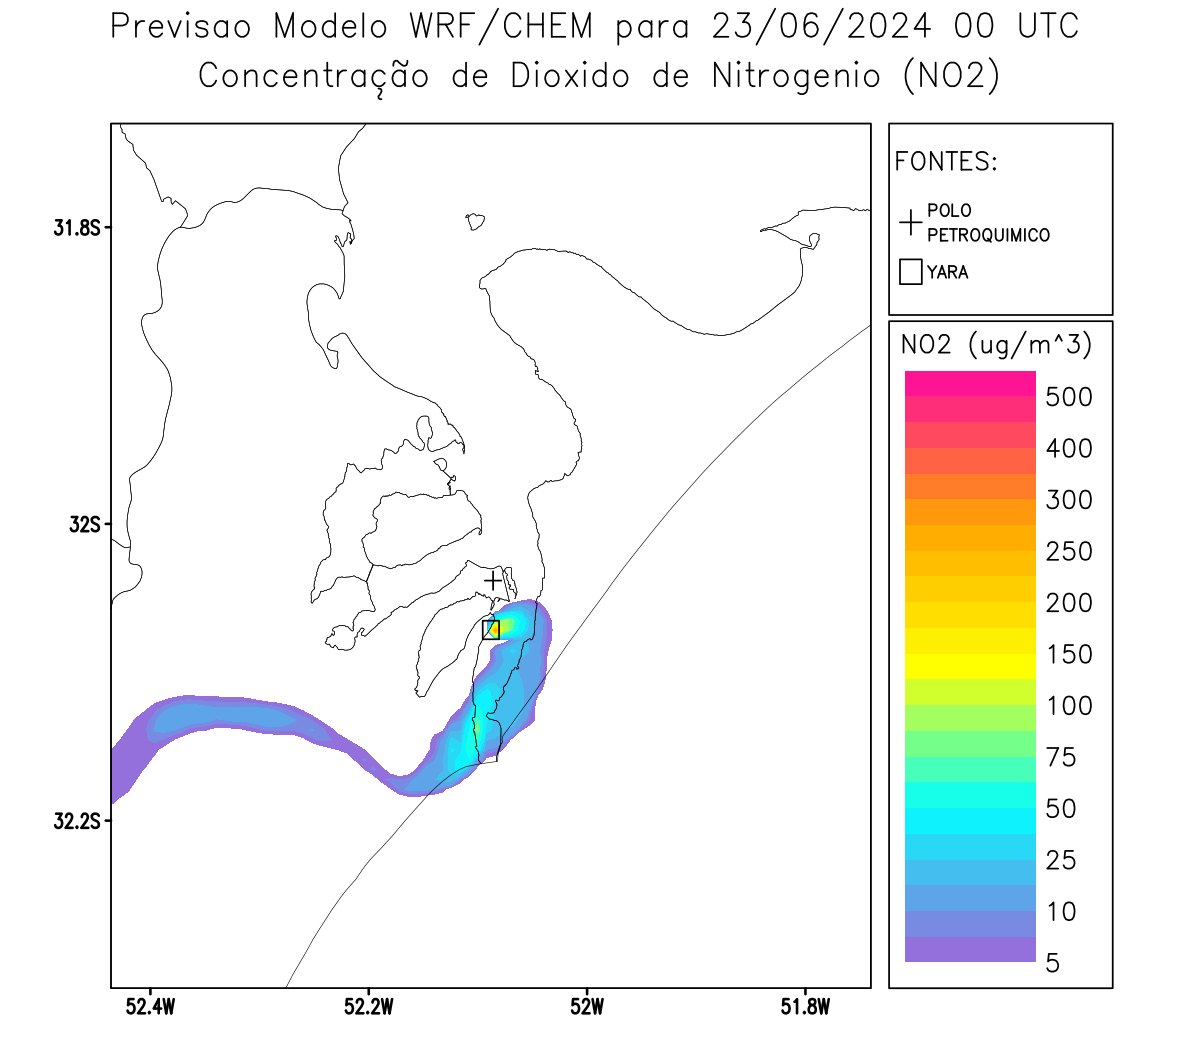 Previsao Modelo WRF/CHEM para 23/06/2024 00 UTC
Concentração de Dioxido de Nitrogenio (NO2)
FONTES:
POLO
PETROQUIMICO
YARA
NO2 (ug/m^3)
500
400
300
250
200
150
100
75
50
25
10
5
31.8S
32S
32.2S
52.4W
52.2W
52W
51.8W